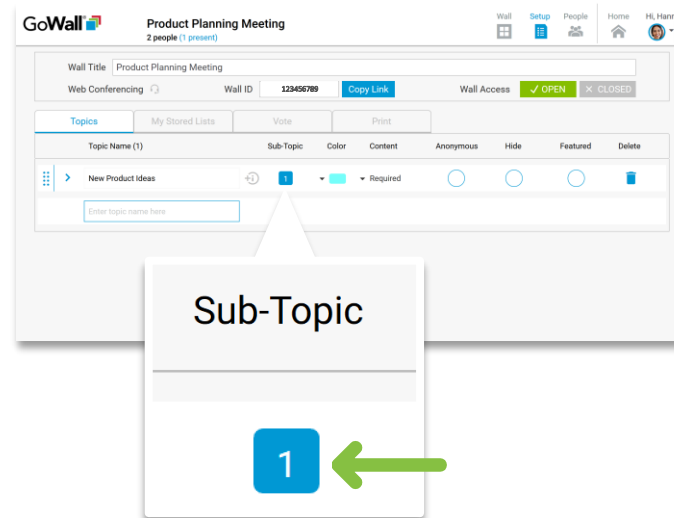 GoWall
Product Planning Meeting
2 people (1 present)
Wall Setup People Home Hi, Hann
Wall Title Product Planning Meeting
Web Conferencing Wall ID 123456789 Copy Link Wall Access ✓ OPEN × CLOSED
Topics My Stored Lists Vote Print
Topic Name (1) Sub-Topic Color Content Anonymous Hide Featured Delete
New Product Ideas +i 1 Required
Enter topic name here
Sub-Topic
1